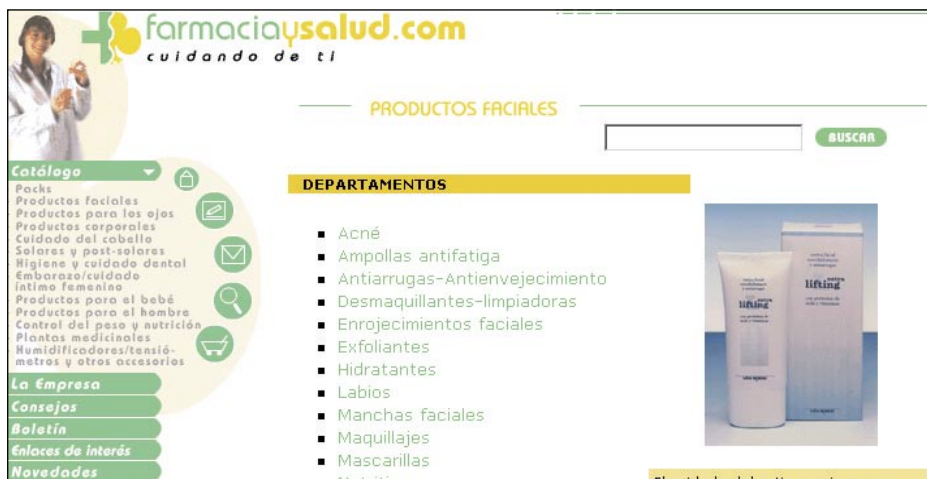 farmaciaysalud.com
cuidando de ti
PRODUCTOS FACIALES
BUSCAR
Catálogo
Packs
Productos faciales
Productos para los ojos
Productos corporales
Cuidado del cabello
Solares y post-solares
Higiene y cuidado dental
Embarazo/cuidado
íntimo femenino
Productos para el bebé
Productos para el hombre
Control del peso y nutrición
Plantas medicinales
Humidificadores/tensió-
metros y otros accesorios
La Empresa
Consejos
Boletín
Enlaces de interés
Novedades
DEPARTAMENTOS
Acné
Ampollas antifatiga
Antiarrugas-Antienvejecimiento
Desmaquillantes-limpiadoras
Enrojecimientos faciales
Exfoliantes
Hidratantes
Labios
Manchas faciales
Maquillajes
Mascarillas
extra
lifting
extra
lifting